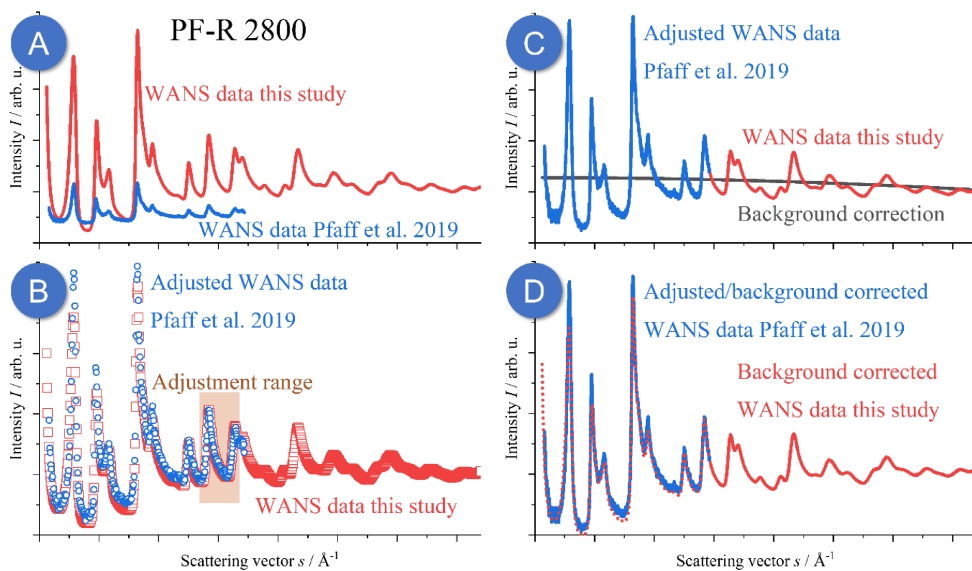 A
PF-R 2800
WANS data this study
WANS data Pfaff et al. 2019
Intensity I / arb. u.
C
Adjusted WANS data
Pfaff et al. 2019
WANS data this study
Background correction
Intensity I / arb. u.
B
Adjusted WANS data
Pfaff et al. 2019
Adjustment range
WANS data this study
Intensity I / arb. u.
Scattering vector s / Å⁻¹
D
Adjusted/background corrected
WANS data Pfaff et al. 2019
Background corrected
WANS data this study
Intensity I / arb. u.
Scattering vector s / Å⁻¹